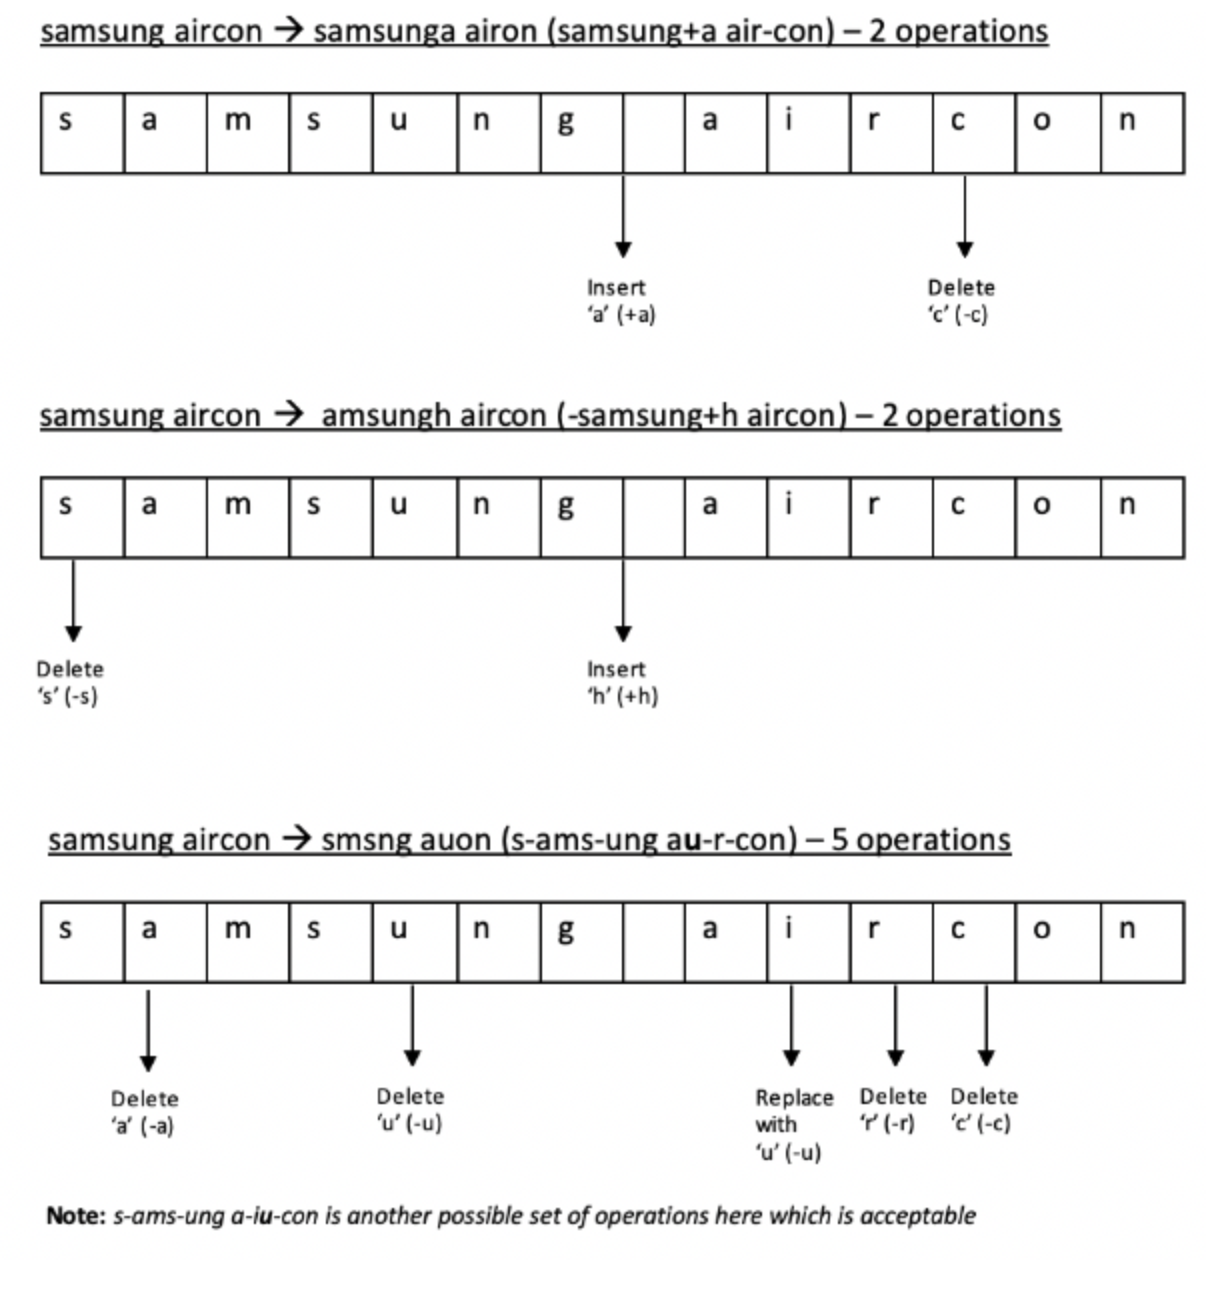 samsung aircon → samsunga airon (samsung+a air-con) – 2 operations
s a m s u n g a i r c o n
Insert Delete
‘a’ (+a) ‘c’ (-c)
samsung aircon → amsungh aircon (-samsung+h aircon) – 2 operations
s a m s u n g a i r c o n
Delete Insert
‘s’ (-s) ‘h’ (+h)
samsung aircon → smsng auon (s-ams-ung au-r-con) – 5 operations
s a m s u n g a i r c o n
Delete Delete Replace Delete Delete
‘a’ (-a) ‘u’ (-u) with ‘r’ (-r) ‘c’ (-c)
‘u’ (-u)
Note: s-ams-ung a-iu-con is another possible set of operations here which is acceptable